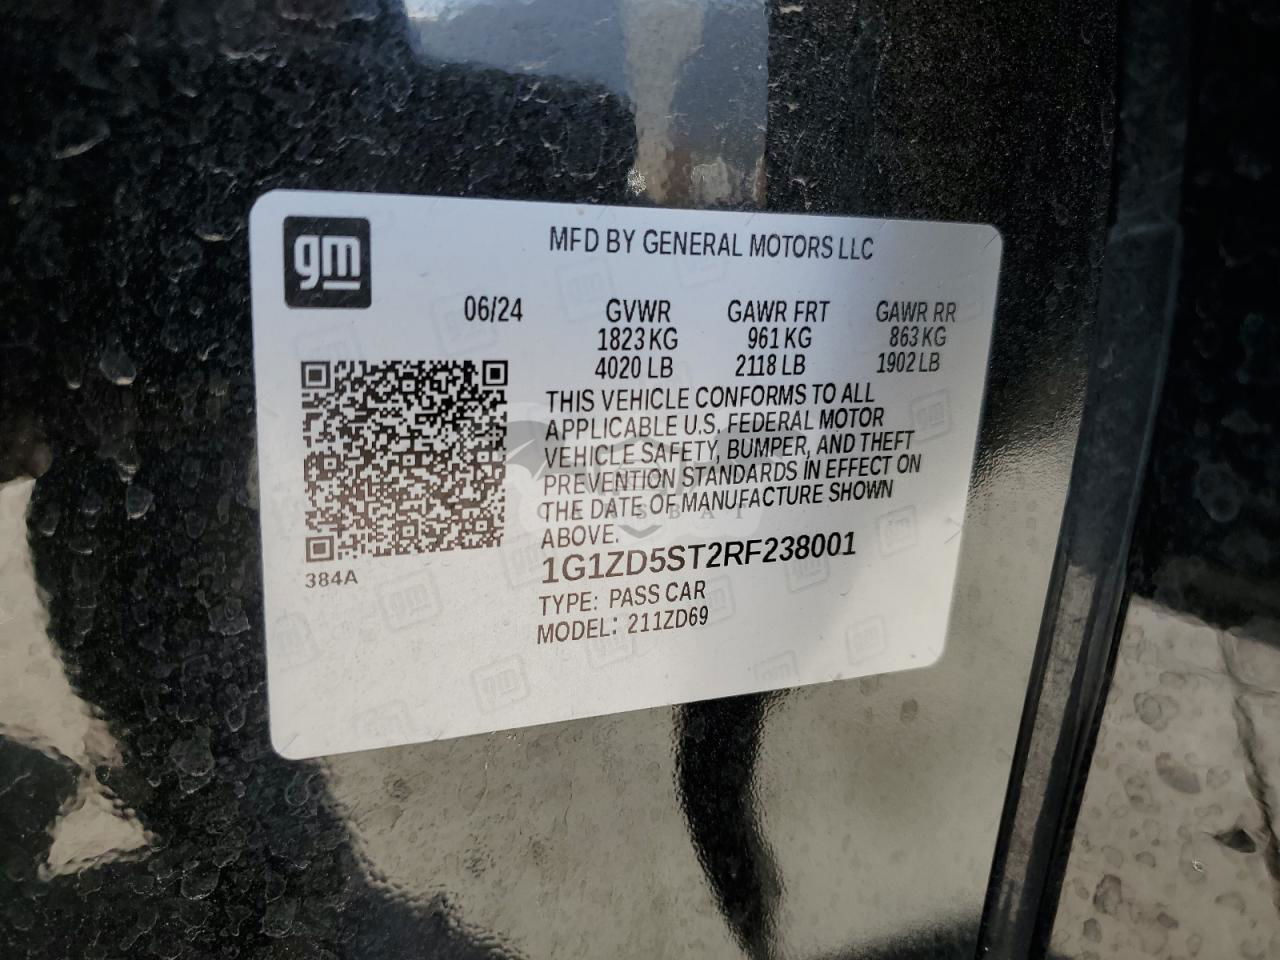 gm
MFD BY GENERAL MOTORS LLC
06/24 GVWR GAWR FRT GAWR RR
1823 KG 961 KG 863 KG
4020 LB 2118 LB 1902 LB
THIS VEHICLE CONFORMS TO ALL
APPLICABLE U.S. FEDERAL MOTOR
VEHICLE SAFETY, BUMPER, AND THEFT
PREVENTION STANDARDS IN EFFECT ON
THE DATE OF MANUFACTURE SHOWN
ABOVE.
1G1ZD5ST2RF238001
TYPE: PASS CAR
MODEL: 211ZD69
384A